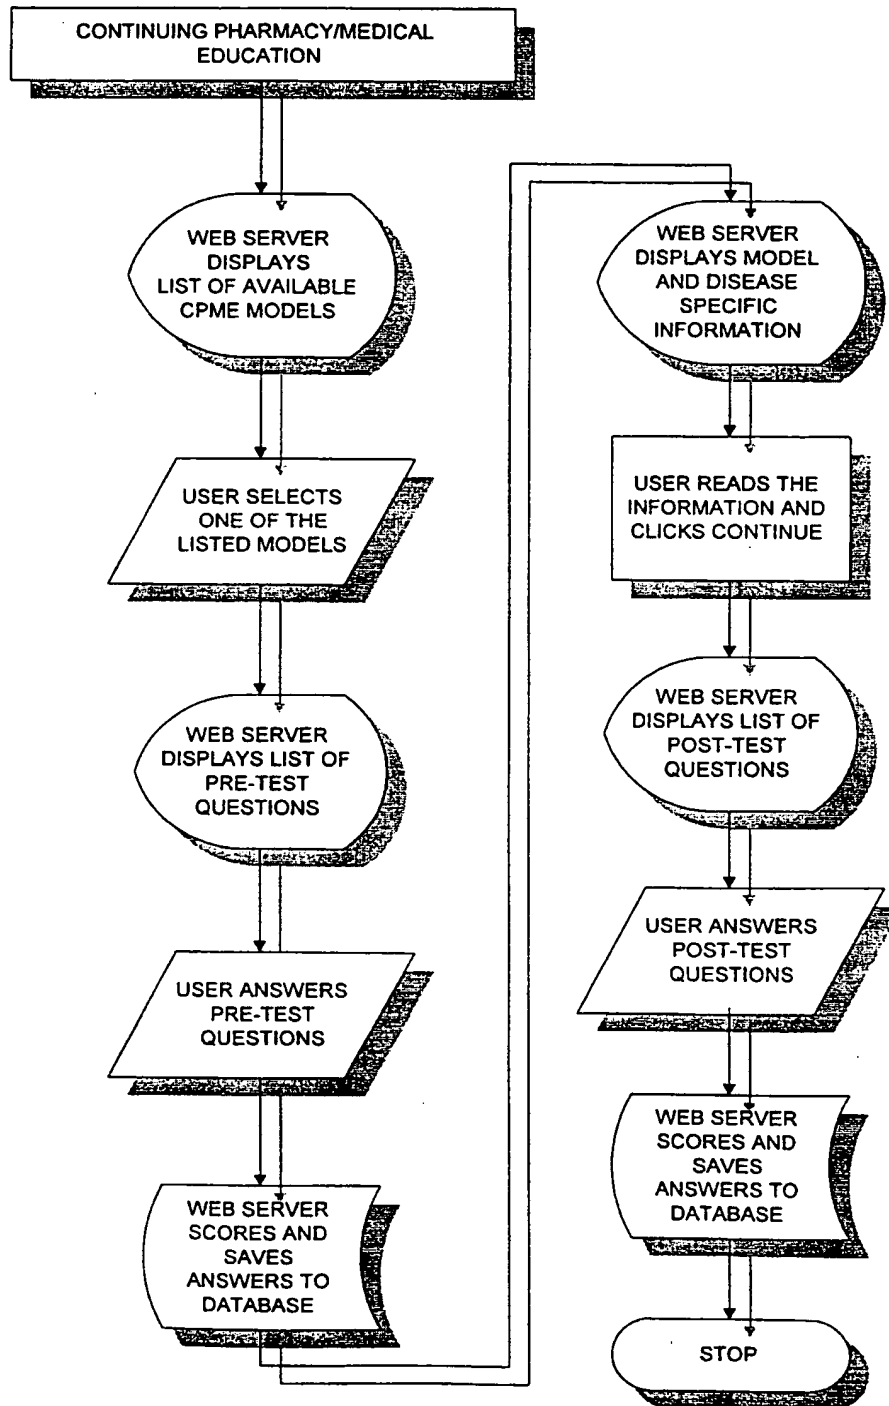 CONTINUING PHARMACY/MEDICAL
EDUCATION
WEB SERVER
DISPLAYS
LIST OF AVAILABLE
CPME MODELS
USER SELECTS
ONE OF THE
LISTED MODELS
WEB SERVER
DISPLAYS LIST OF
PRE-TEST
QUESTIONS
USER ANSWERS
PRE-TEST
QUESTIONS
WEB SERVER
SCORES AND
SAVES
ANSWERS TO
DATABASE
WEB SERVER
DISPLAYS MODEL
AND DISEASE
SPECIFIC
INFORMATION
USER READS THE
INFORMATION AND
CLICKS CONTINUE
WEB SERVER
DISPLAYS LIST OF
POST-TEST
QUESTIONS
USER ANSWERS
POST-TEST
QUESTIONS
WEB SERVER
SCORES AND
SAVES
ANSWERS TO
DATABASE
STOP